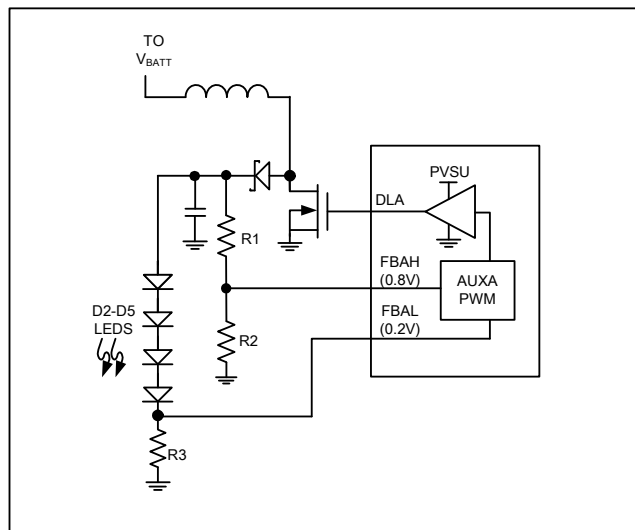 TO
VBATT
PVSU
DLA
R1
FBAH
(0.8V)
AUXA
PWM
FBAL
(0.2V)
D2-D5
LEDS
R2
R3